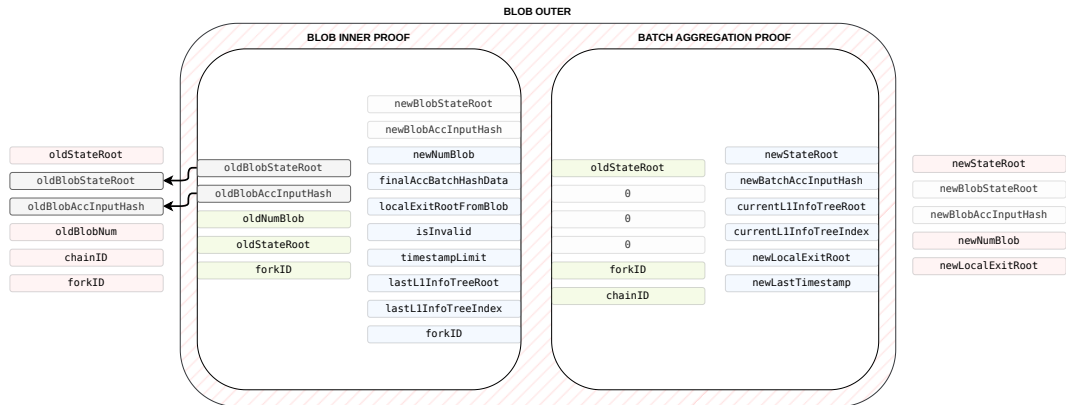 BLOB OUTER
BLOB INNER PROOF
BATCH AGGREGATION PROOF
oldStateRoot
oldBlobStateRoot
oldBlobAccInputHash
oldBlobNum
chainID
forkID
oldBlobStateRoot
oldBlobAccInputHash
oldNumBlob
oldStateRoot
forkID
newBlobStateRoot
newBlobAccInputHash
newNumBlob
finalAccBatchHashData
localExitRootFromBlob
isInvalid
timestampLimit
lastL1InfoTreeRoot
lastL1InfoTreeIndex
forkID
oldStateRoot
0
0
0
forkID
chainID
newStateRoot
newBatchAccInputHash
currentL1InfoTreeRoot
currentL1InfoTreeIndex
newLocalExitRoot
newLastTimestamp
newStateRoot
newBlobStateRoot
newBlobAccInputHash
newNumBlob
newLocalExitRoot